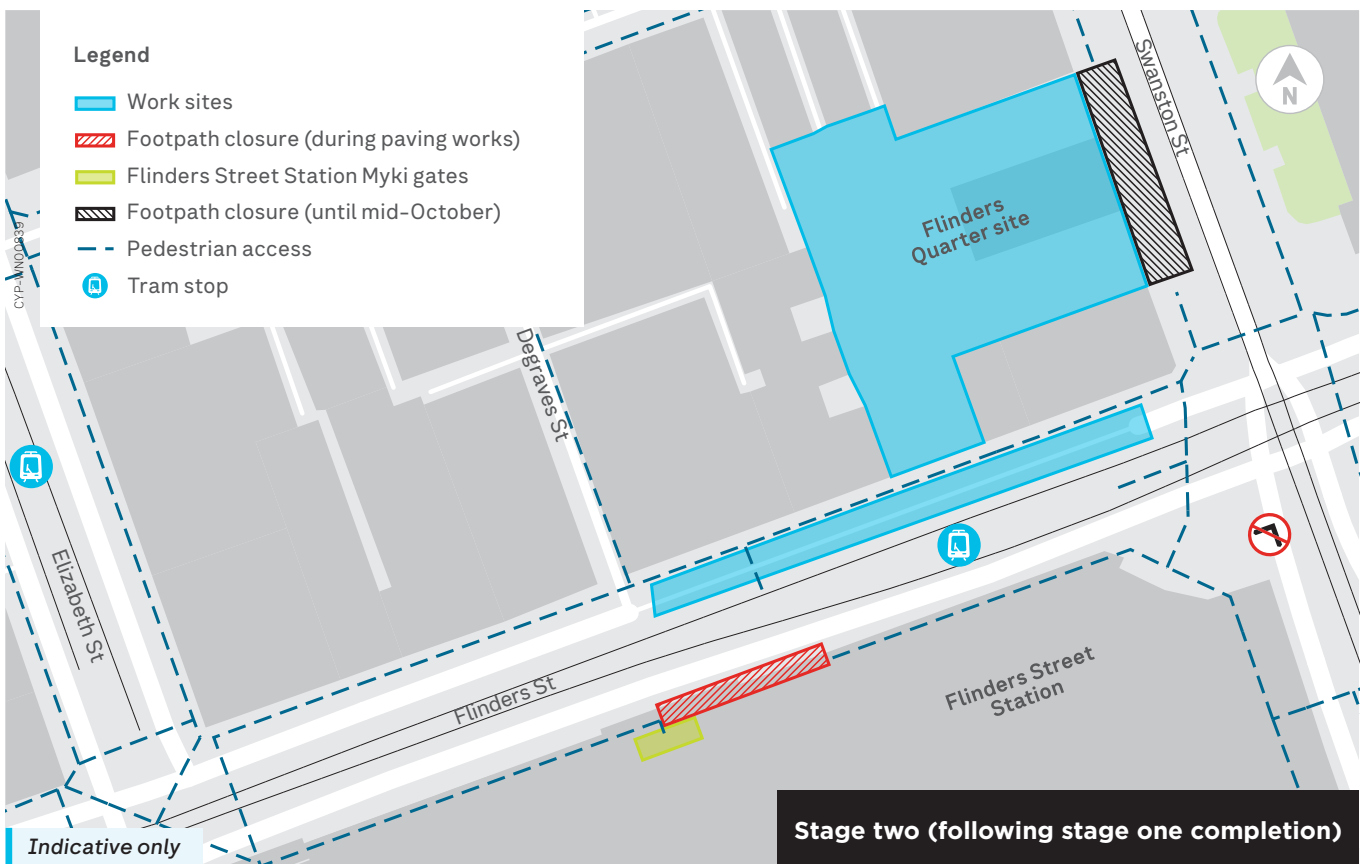 Legend
Work sites
Footpath closure (during paving works)
Flinders Street Station Myki gates
Footpath closure (until mid-October)
Pedestrian access
Tram stop
CYP-WNO0839
Swanston St
N
Flinders
Quarter site
Degraves St
Elizabeth St
Flinders St
Flinders Street
Station
Indicative only
Stage two (following stage one completion)